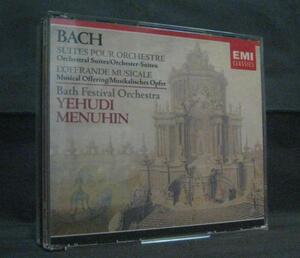 BACH
SUITES POUR ORCHESTRE
Orchestral Suites/Orchester-Suiten
L'OFFRANDE MUSICALE
Musical Offering/Musikalisches Opfer
Bath Festival Orchestra
YEHUDI
MENUHIN
EMI
CLASSICS